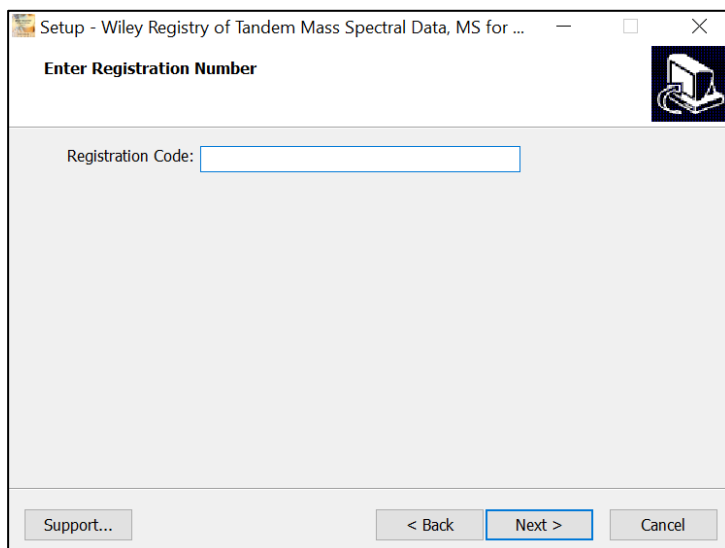 Setup - Wiley Registry of Tandem Mass Spectral Data, MS for ...
Enter Registration Number
Registration Code:
Support...
< Back
Next >
Cancel